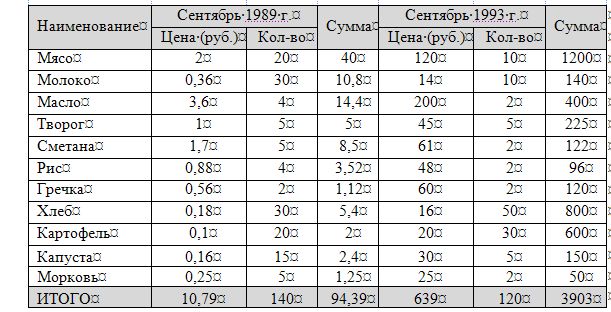 Наименование¤ Сентябрь·1989·г.¤ Сумма¤ Сентябрь·1993·г.¤ Сумма¤
Цена·(руб.)¤ Кол-во¤ Цена·(руб.)¤ Кол-во¤
Мясо¤ 2¤ 20¤ 40¤ 120¤ 10¤ 1200¤
Молоко¤ 0,36¤ 30¤ 10,8¤ 14¤ 10¤ 140¤
Масло¤ 3,6¤ 4¤ 14,4¤ 200¤ 2¤ 400¤
Творог¤ 1¤ 5¤ 5¤ 45¤ 5¤ 225¤
Сметана¤ 1,7¤ 5¤ 8,5¤ 61¤ 2¤ 122¤
Рис¤ 0,88¤ 4¤ 3,52¤ 48¤ 2¤ 96¤
Гречка¤ 0,56¤ 2¤ 1,12¤ 60¤ 2¤ 120¤
Хлеб¤ 0,18¤ 30¤ 5,4¤ 16¤ 50¤ 800¤
Картофель¤ 0,1¤ 20¤ 2¤ 20¤ 30¤ 600¤
Капуста¤ 0,16¤ 15¤ 2,4¤ 30¤ 5¤ 150¤
Морковь¤ 0,25¤ 5¤ 1,25¤ 25¤ 2¤ 50¤
ИТОГО¤ 10,79¤ 140¤ 94,39¤ 639¤ 120¤ 3903¤